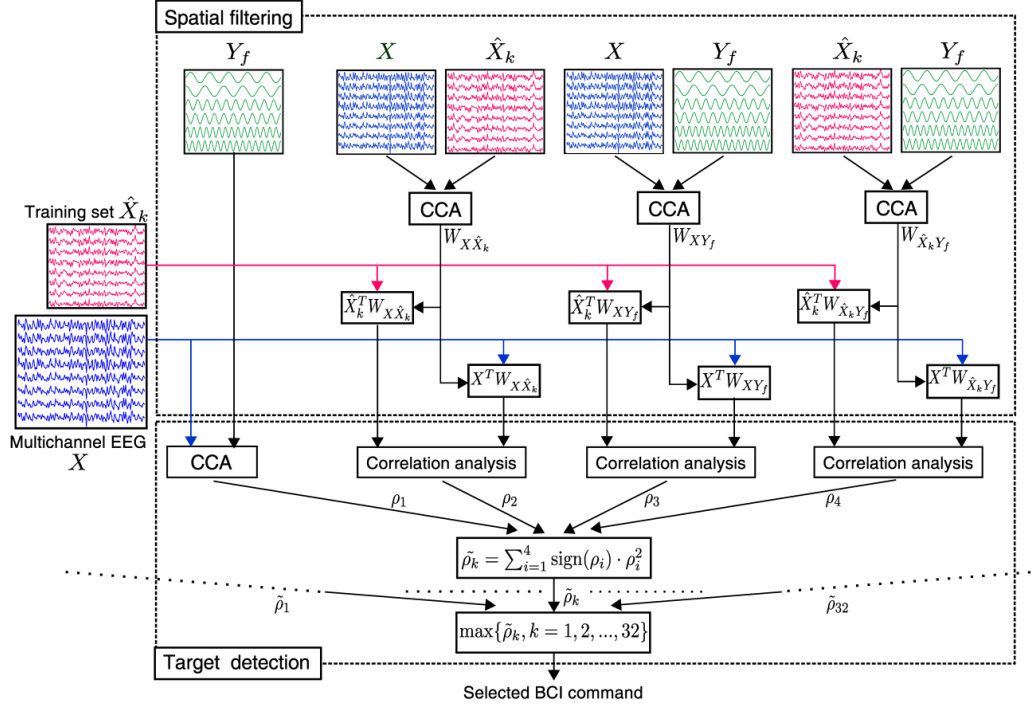 Spatial filtering
Y_f X X̂_k X Y_f X̂_k Y_f
CCA CCA CCA
Training set X̂_k
W_{XX̂_k} W_{XY_f} W_{X̂_kY_f}
X̂_k^T W_{XX̂_k} X̂_k^T W_{XY_f} X̂_k^T W_{X̂_kY_f}
X^T W_{XX̂_k} X^T W_{XY_f} X^T W_{X̂_kY_f}
Multichannel EEG
X
CCA Correlation analysis Correlation analysis Correlation analysis
ρ_1 ρ_2 ρ_3 ρ_4
ρ̃_k = ∑_{i=1}^4 sign(ρ_i) · ρ_i^2
ρ̃_1 ρ̃_k ρ̃_32
max{ρ̃_k, k = 1, 2, ..., 32}
Target detection
Selected BCI command